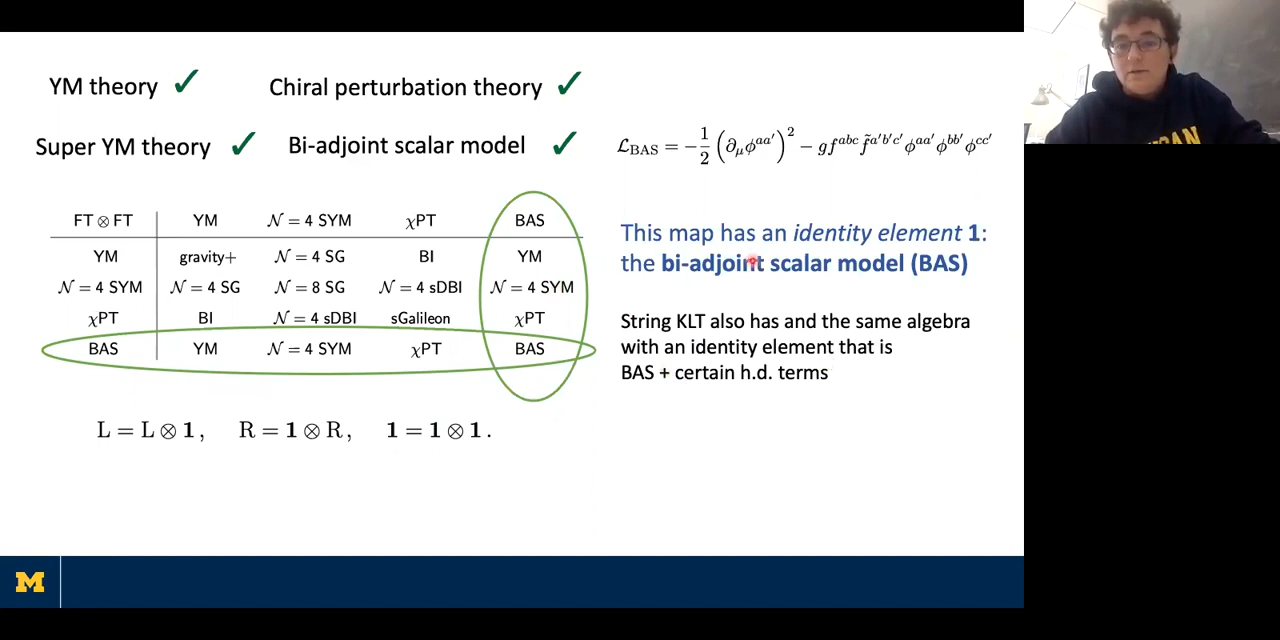 YM theory ✓ Chiral perturbation theory ✓
Super YM theory ✓ Bi-adjoint scalar model ✓
ℒ_BAS = −1/2 (∂_μ ϕ^{aa′})² − g f^{abc} f̃^{a′b′c′} ϕ^{aa′} ϕ^{bb′} ϕ^{cc′}
FT ⊗ FT YM 𝒩 = 4 SYM χPT BAS
YM gravity+ 𝒩 = 4 SG BI YM
𝒩 = 4 SYM 𝒩 = 4 SG 𝒩 = 8 SG 𝒩 = 4 sDBI 𝒩 = 4 SYM
χPT BI 𝒩 = 4 sDBI sGalileon χPT
BAS YM 𝒩 = 4 SYM χPT BAS
L = L ⊗ 1, R = 1 ⊗ R, 1 = 1 ⊗ 1.
This map has an identity element 1:
the bi-adjoint scalar model (BAS)
String KLT also has and the same algebra
with an identity element that is
BAS + certain h.d. terms
M